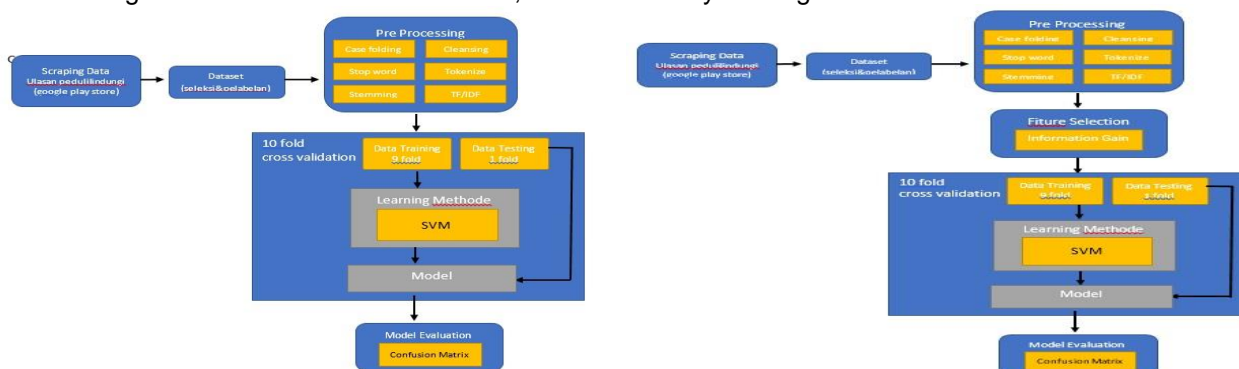 Pre Processing
Case folding
Cleansing
Stop word
Tokenize
Stemming
TF/IDF
Scraping Data
Ulasan pedulilindungi
(google play store)
Dataset
(seleksi&pelabelan)
10 fold
cross validation
Data Training
9 fold
Data Testing
1 fold
Learning Methode
SVM
Model
Model Evaluation
Confusion Matrix
Pre Processing
Case folding
Cleansing
Stop word
Tokenize
Stemming
TF/IDF
Scraping Data
Ulasan pedulilindungi
(google play store)
Dataset
(seleksi&pelabelan)
Fiture Selection
Information Gain
10 fold
cross validation
Data Training
9 fold
Data Testing
1 fold
Learning Methode
SVM
Model
Model Evaluation
Confusion Matrix